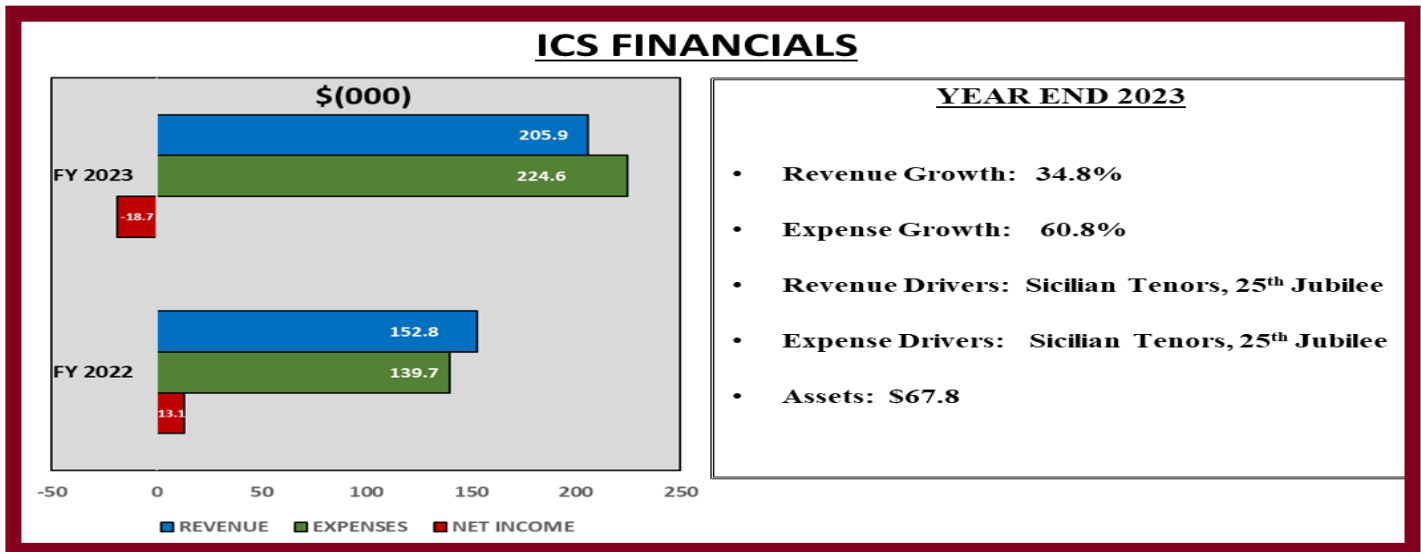 ICS FINANCIALS
$(000)
FY 2023
205.9
224.6
-18.7
FY 2022
152.8
139.7
13.1
-50 0 50 100 150 200 250
REVENUE EXPENSES NET INCOME
YEAR END 2023
• Revenue Growth: 34.8%
• Expense Growth: 60.8%
• Revenue Drivers: Sicilian Tenors, 25th Jubilee
• Expense Drivers: Sicilian Tenors, 25th Jubilee
• Assets: $67.8